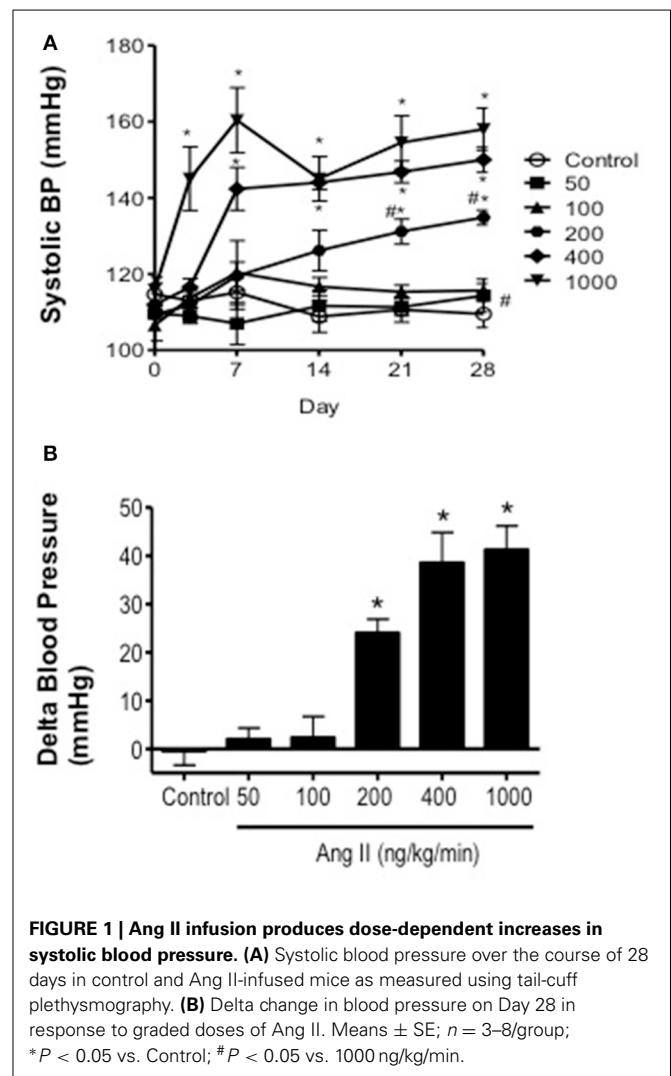 A
180
160
140
120
100
Systolic BP (mmHg)
* * * * * * * * * #* #* #
0 7 14 21 28
Day
Control
50
100
200
400
1000
B
50
40
30
20
10
0
Delta Blood Pressure
(mmHg)
* * *
Control 50 100 200 400 1000
Ang II (ng/kg/min)
FIGURE 1 | Ang II infusion produces dose-dependent increases in
systolic blood pressure. (A) Systolic blood pressure over the course of 28
days in control and Ang II-infused mice as measured using tail-cuff
plethysmography. (B) Delta change in blood pressure on Day 28 in
response to graded doses of Ang II. Means ± SE; n = 3–8/group;
*P < 0.05 vs. Control; #P < 0.05 vs. 1000 ng/kg/min.